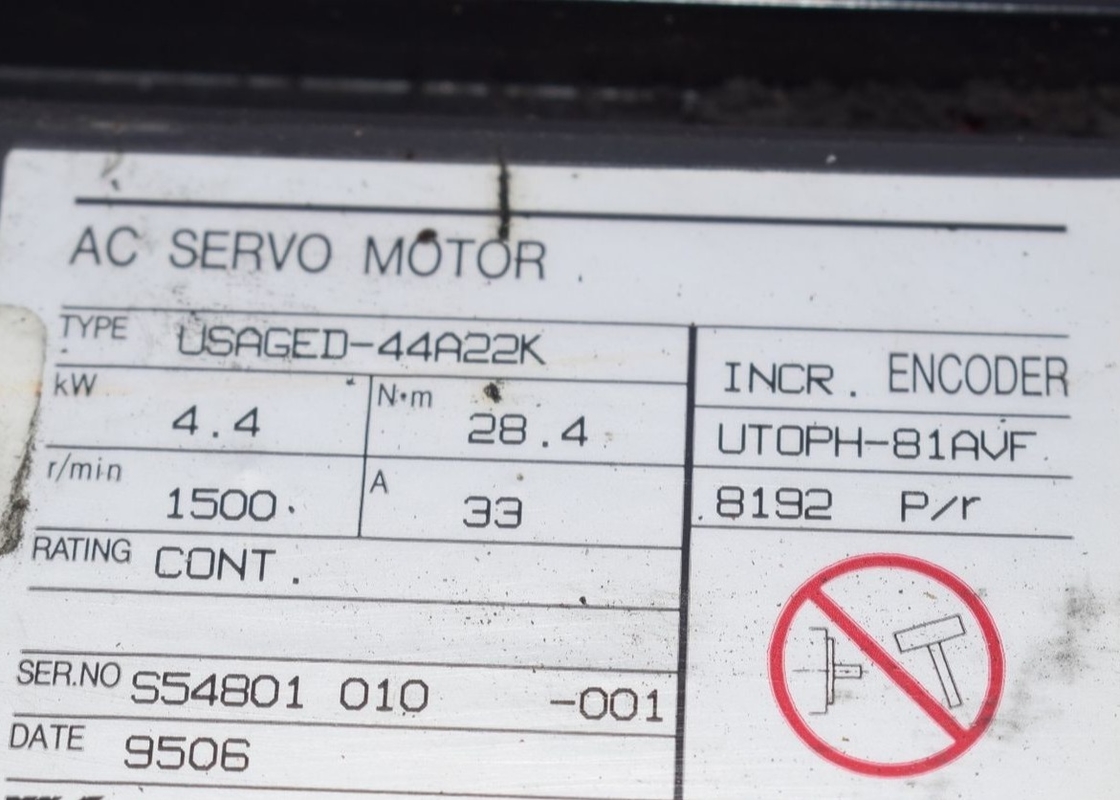 AC SERVO MOTOR
TYPE USAGED-44A22K
kW 4.4 N·m 28.4
r/min 1500 A 33
RATING CONT.
SER.NO S54801 010 -001
DATE 9506
INCR. ENCODER
UTOPH-81AVF
8192 P/r